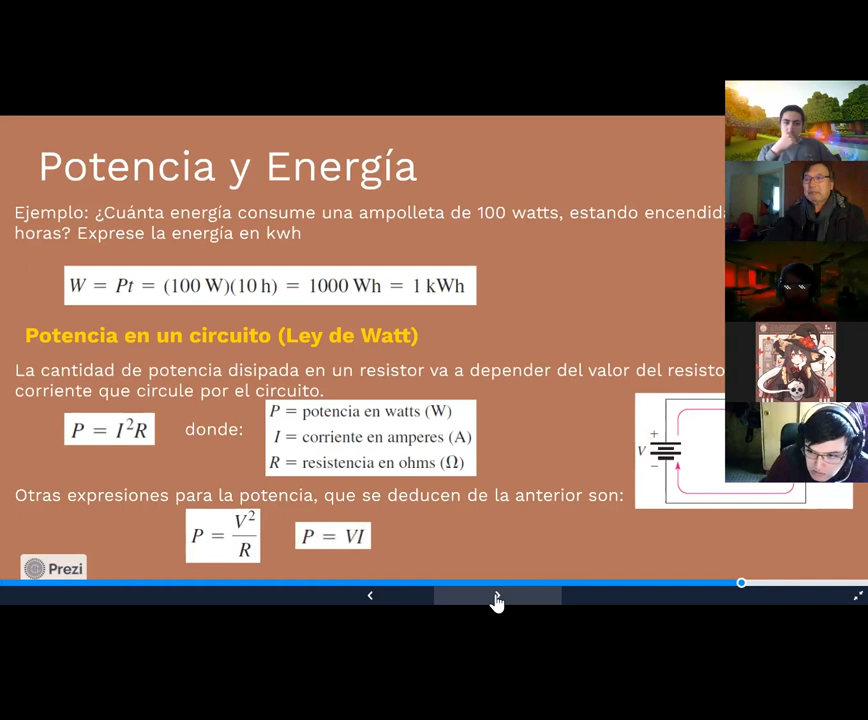 Potencia y Energía
Ejemplo: ¿Cuánta energía consume una ampolleta de 100 watts, estando
horas? Exprese la energía en kwh
W = Pt = (100 W)(10 h) = 1000 Wh = 1 kWh
Potencia en un circuito (Ley de Watt)
La cantidad de potencia disipada en un resistor va a depender del valor del
corriente que circule por el circuito.
P = I²R
donde:
P = potencia en watts (W)
I = corriente en amperes (A)
R = resistencia en ohms (Ω)
+
V
−
Otras expresiones para la potencia, que se deducen de la anterior son:
P = V²/R
P = VI
Prezi